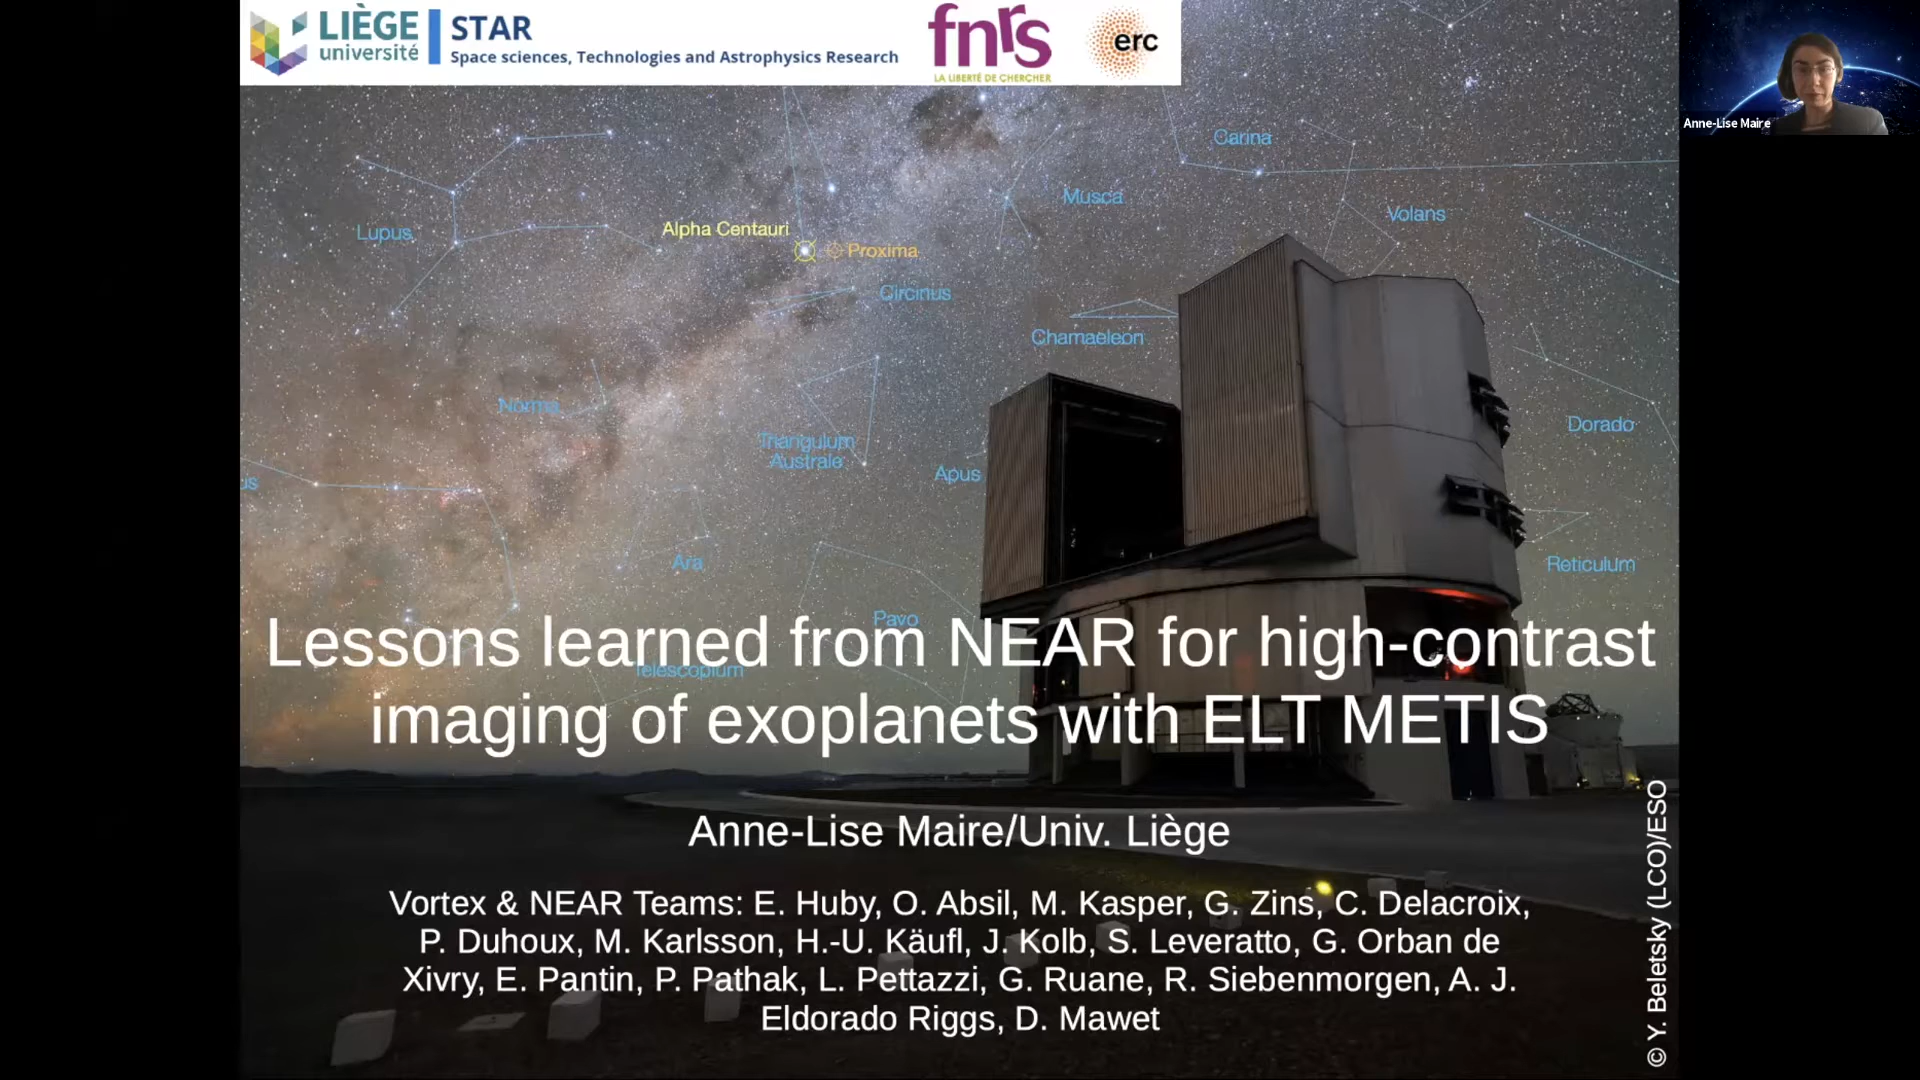 LIÈGE
université
STAR
Space sciences, Technologies and Astrophysics Research
fnrs
LA LIBERTÉ DE CHERCHER
erc
Anne-Lise Maire
Carina
Musca
Volans
Lupus
Alpha Centauri
Proxima
Circinus
Chamaeleon
Norma
Triangulum
Australe
Dorado
Apus
us
Ara
Reticulum
Pavo
Telescopium
Lessons learned from NEAR for high-contrast
imaging of exoplanets with ELT METIS
Anne-Lise Maire/Univ. Liège
Vortex & NEAR Teams: E. Huby, O. Absil, M. Kasper, G. Zins, C. Delacroix,
P. Duhoux, M. Karlsson, H.-U. Käufl, J. Kolb, S. Leveratto, G. Orban de
Xivry, E. Pantin, P. Pathak, L. Pettazzi, G. Ruane, R. Siebenmorgen, A. J.
Eldorado Riggs, D. Mawet
© Y. Beletsky (LCO)/ESO